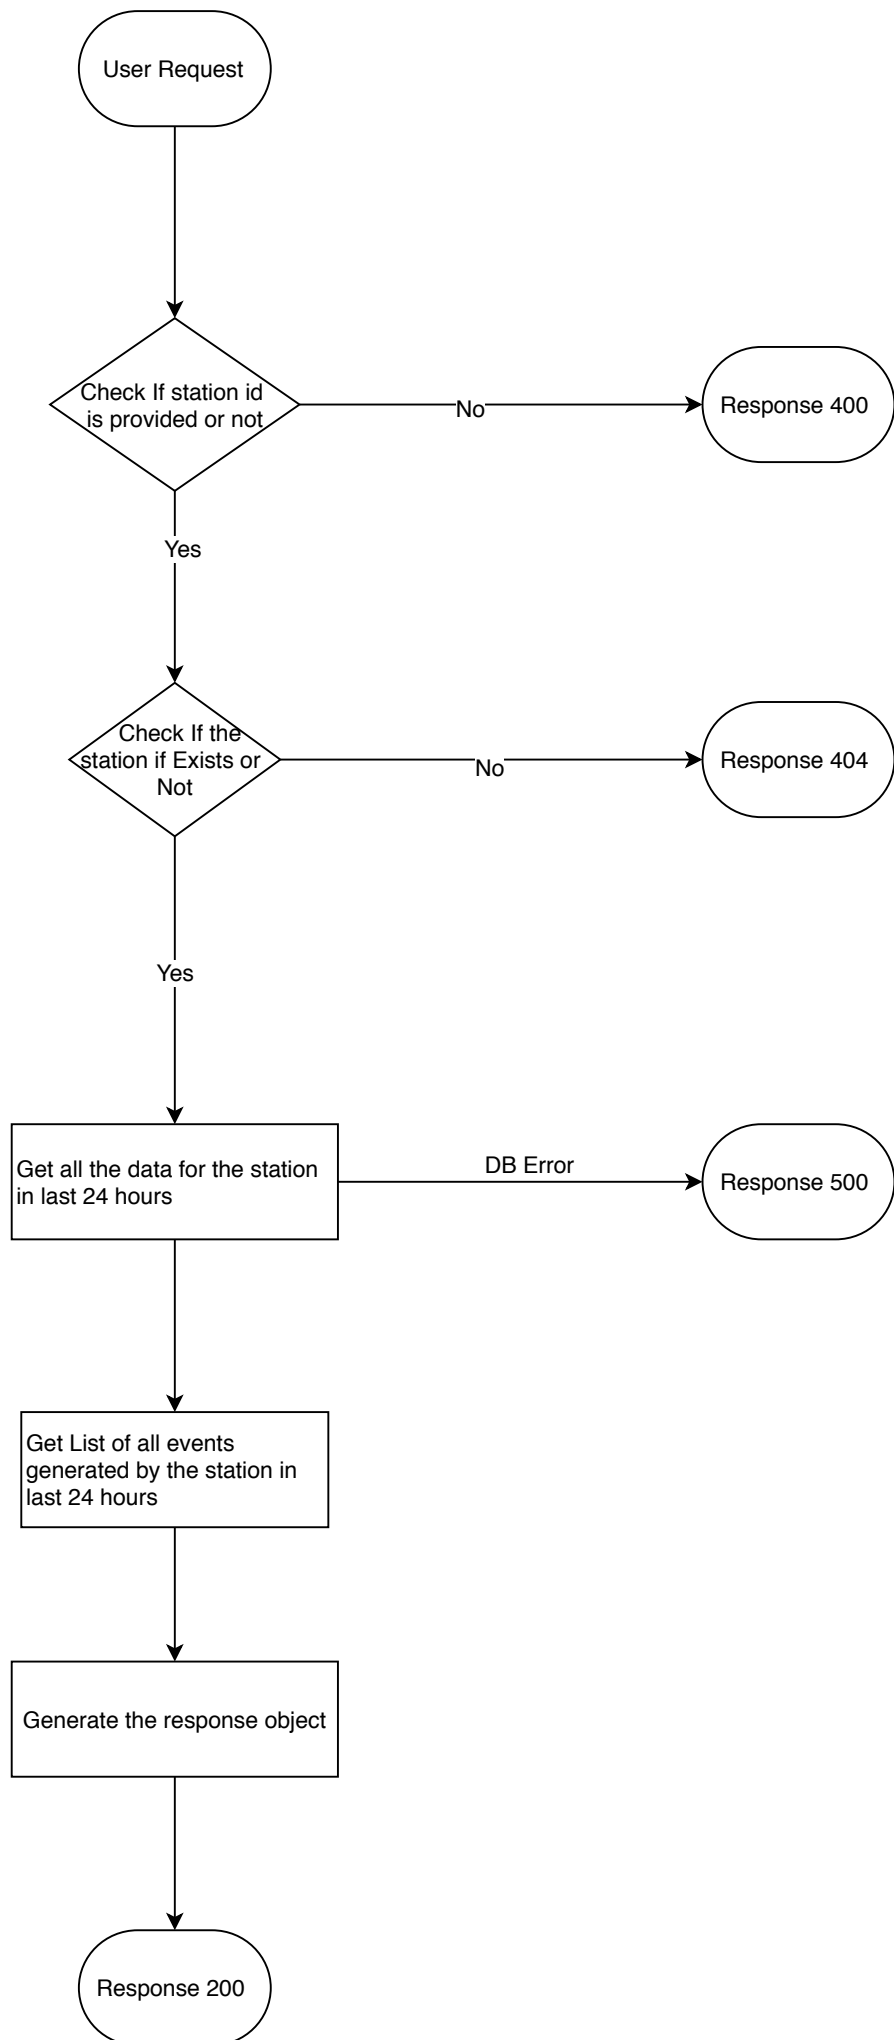 User Request
Check If station id
is provided or not
No
Response 400
Yes
Check If the
station if Exists or
Not
No
Response 404
Yes
Get all the data for the station
in last 24 hours
DB Error
Response 500
Get List of all events
generated by the station in
last 24 hours
Generate the response object
Response 200